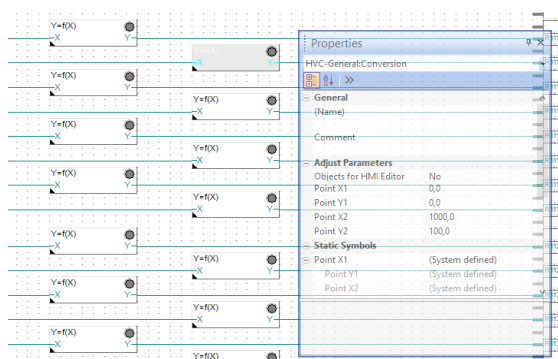 Y=f(X)
X Y
Y=f(X)
X Y
Y=f(X)
X Y
Y=f(X)
X Y
Y=f(X)
X Y
Y=f(X)
X Y
Y=f(X)
X Y
Y=f(X)
X Y
Y=f(X)
X Y
Y=f(X)
X Y
Y=f(X)
X Y
Y=f(X)
X Y
Y=f(X)
X Y
Y=f(X)
Properties
HVC-General:Conversion
General
(Name)
Comment
Adjust Parameters
Objects for HMI Editor No
Point X1 0,0
Point Y1 0,0
Point X2 1000,0
Point Y2 100,0
Static Symbols
Point X1 (System defined)
Point Y1 (System defined)
Point X2 (System defined)